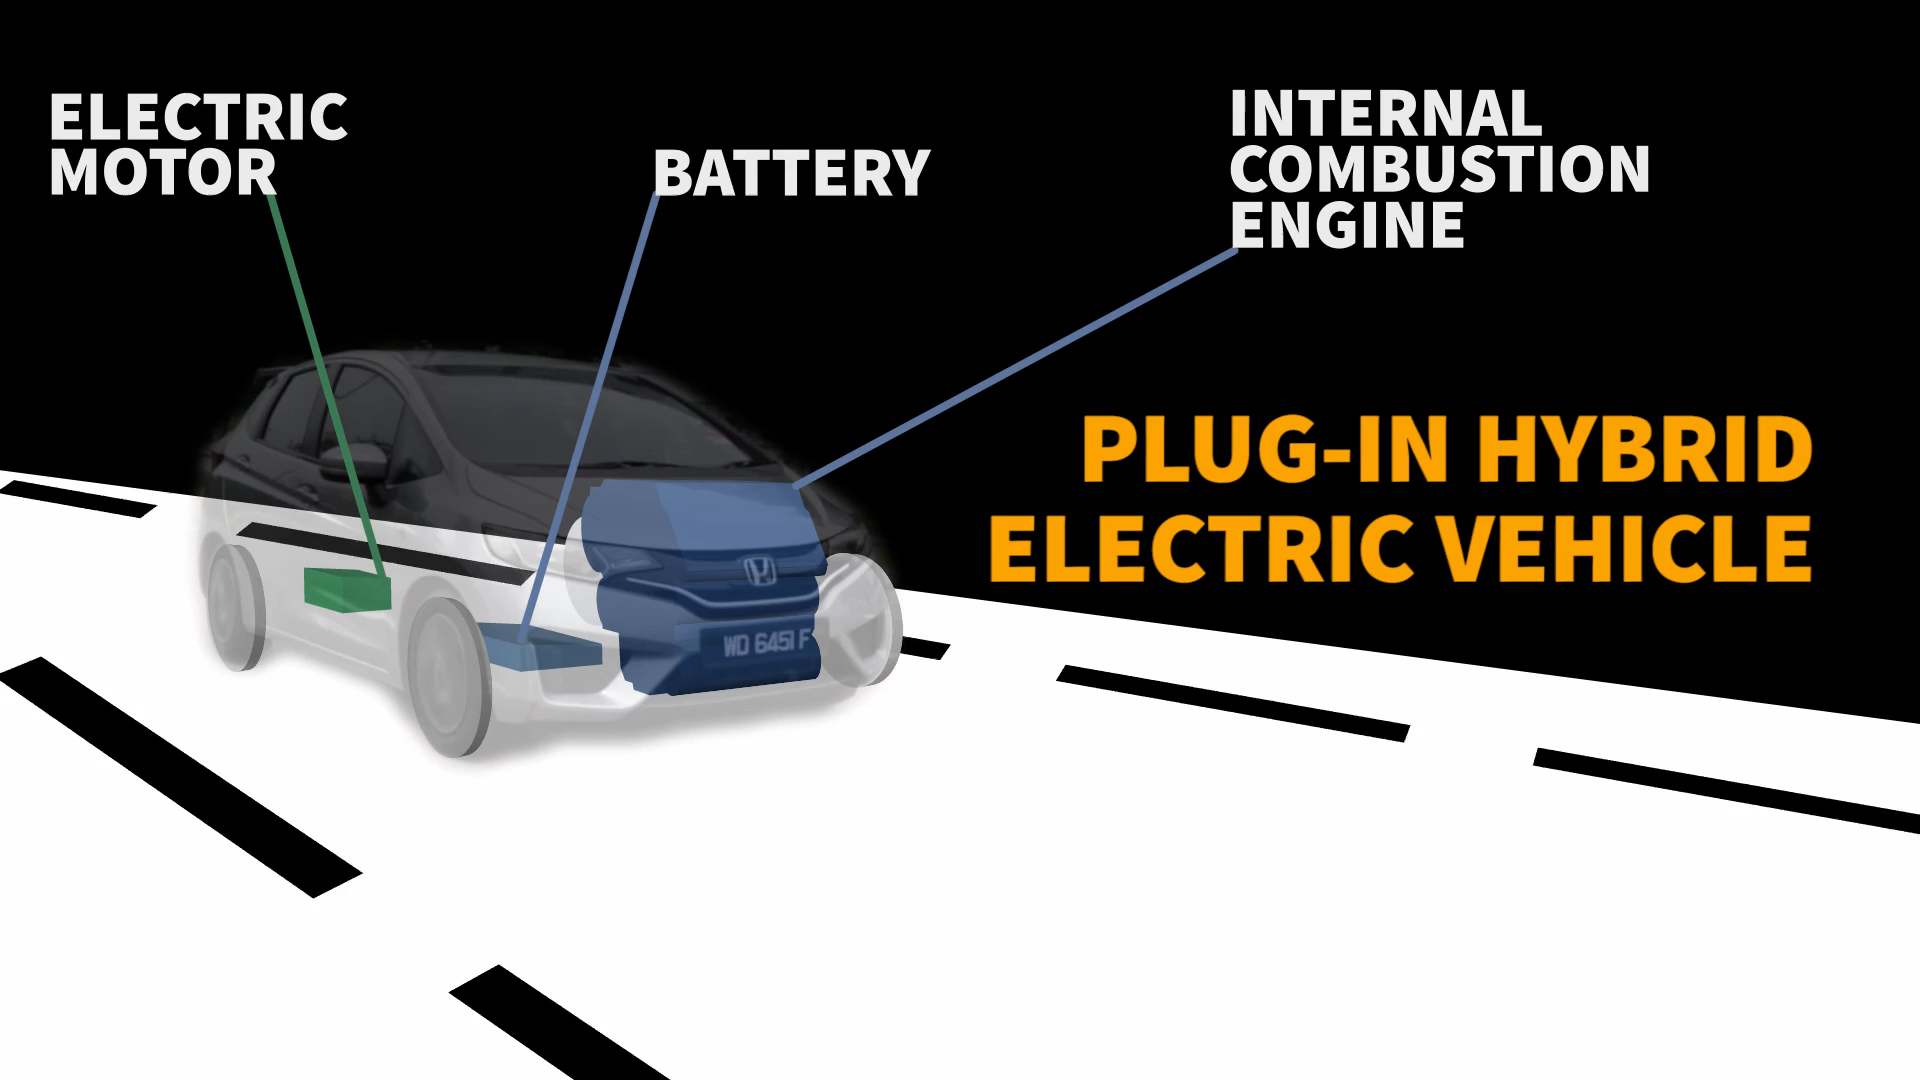 ELECTRIC
MOTOR
BATTERY
INTERNAL
COMBUSTION
ENGINE
PLUG-IN HYBRID
ELECTRIC VEHICLE
WD 6451 F